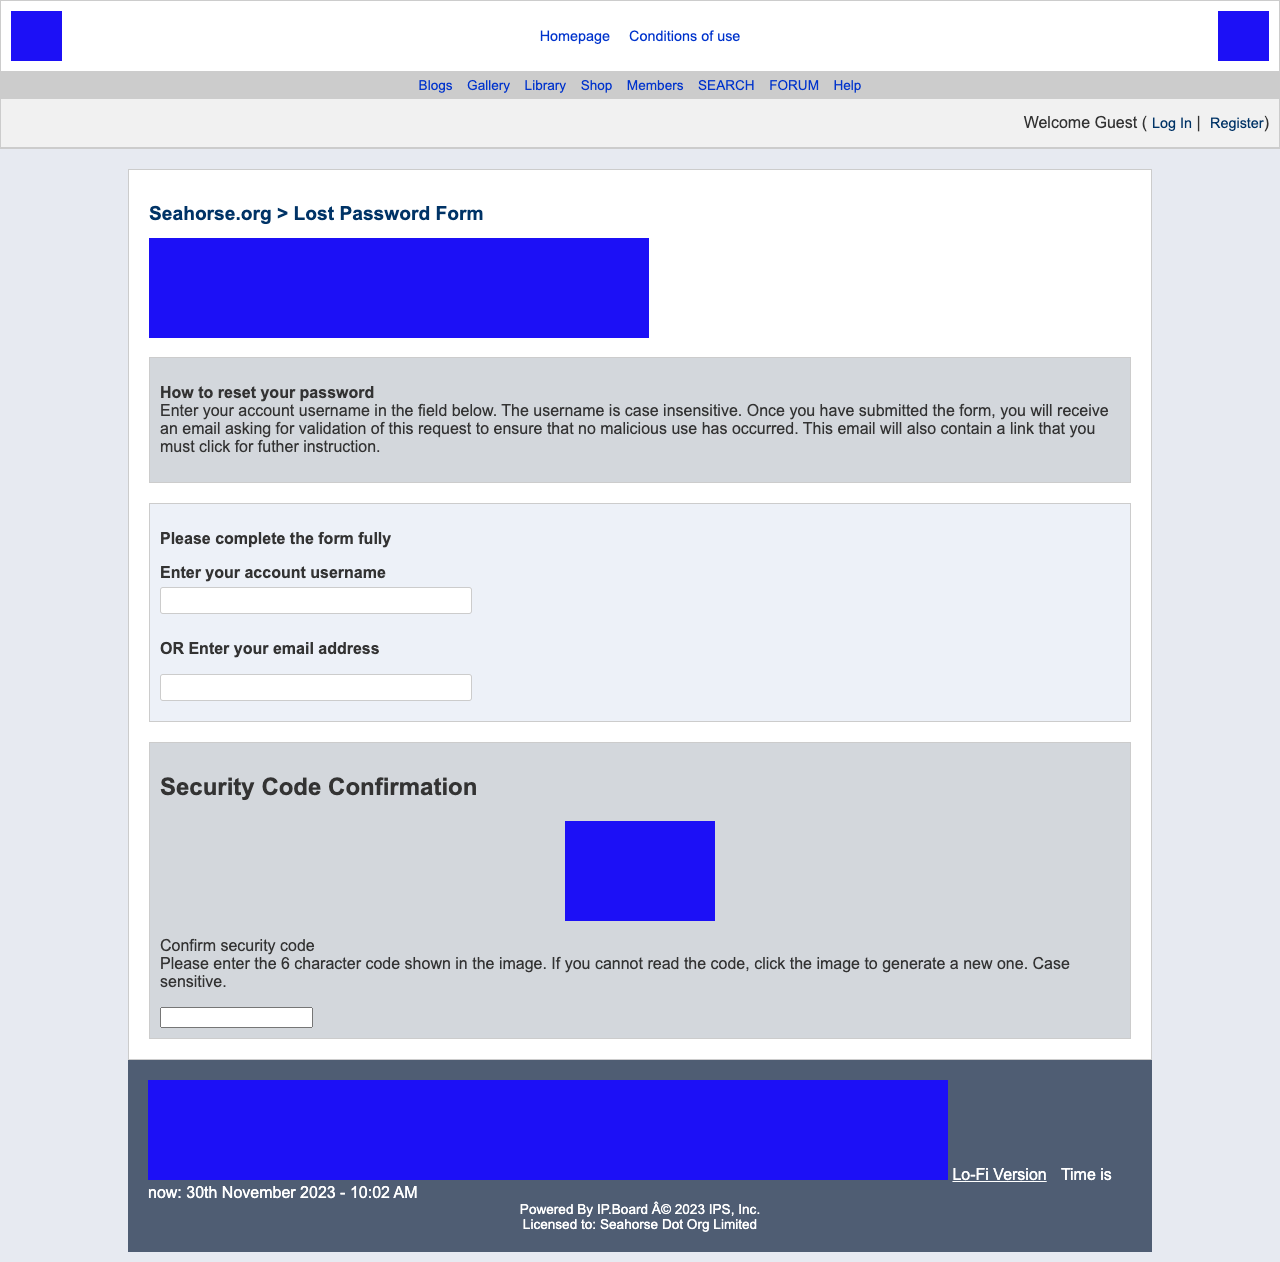 Homepage Conditions of use
Blogs Gallery Library Shop Members SEARCH FORUM Help
Welcome Guest ( Log In | Register)
Seahorse.org > Lost Password Form
How to reset your password
Enter your account username in the field below. The username is case insensitive. Once you have submitted the form, you will receive
an email asking for validation of this request to ensure that no malicious use has occurred. This email will also contain a link that you
must click for futher instruction.
Please complete the form fully
Enter your account username
OR Enter your email address
Security Code Confirmation
Confirm security code
Please enter the 6 character code shown in the image. If you cannot read the code, click the image to generate a new one. Case
sensitive.
Lo-Fi Version Time is
now: 30th November 2023 - 10:02 AM
Powered By IP.Board Â© 2023 IPS, Inc.
Licensed to: Seahorse Dot Org Limited